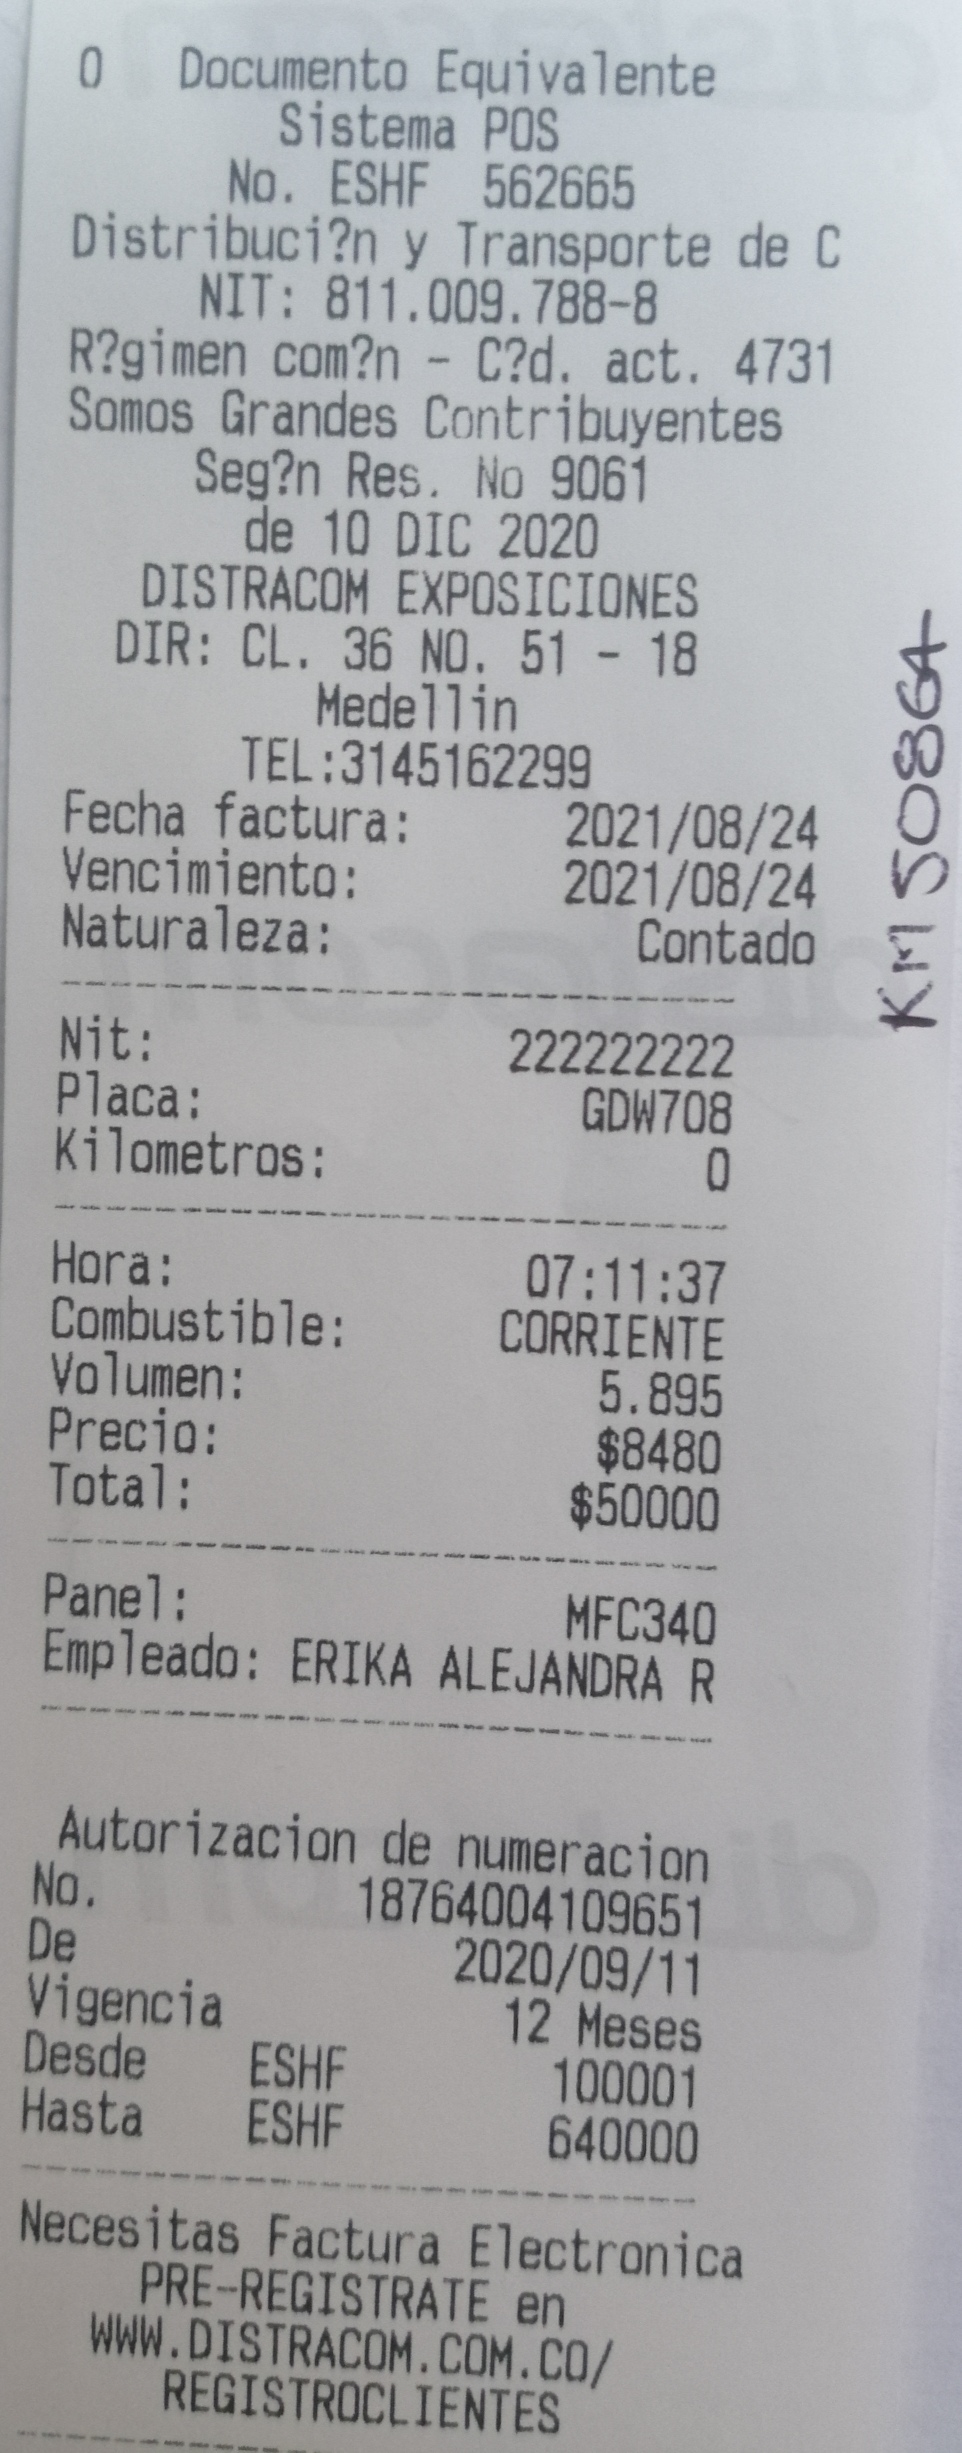 0 Documento Equivalente
Sistema POS
No. ESHF 562665
Distribuci?n y Transporte de C
NIT: 811.009.788-8
R?gimen com?n - C?d. act. 4731
Somos Grandes Contribuyentes
Seg?n Res. No 9061
de 10 DIC 2020
DISTRACOM EXPOSICIONES
DIR: CL. 36 NO. 51 - 18
Medellin
TEL:3145162299
Fecha factura: 2021/08/24
Vencimiento: 2021/08/24
Naturaleza: Contado
Nit: 222222222
Placa: GDW708
Kilometros: 0
Hora: 07:11:37
Combustible: CORRIENTE
Volumen: 5.895
Precio: $8480
Total: $50000
Panel: MFC340
Empleado: ERIKA ALEJANDRA R
Autorizacion de numeracion
No. 18764004109651
De 2020/09/11
Vigencia 12 Meses
Desde ESHF 100001
Hasta ESHF 640000
Necesitas Factura Electronica
PRE-REGISTRATE en
WWW.DISTRACOM.COM.CO/
REGISTROCLIENTES
KM 50864